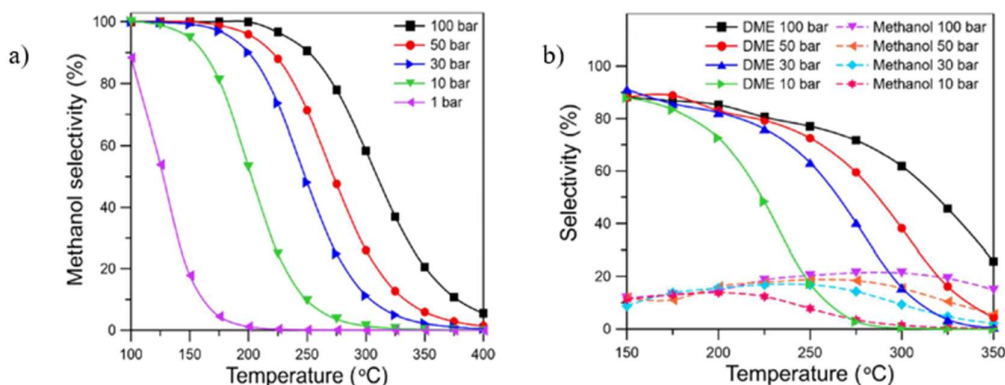 a)
Methanol selectivity (%)
100
80
60
40
20
0
100 150 200 250 300 350 400
Temperature (°C)
100 bar
50 bar
30 bar
10 bar
1 bar
b)
DME 100 bar Methanol 100 bar
DME 50 bar Methanol 50 bar
DME 30 bar Methanol 30 bar
DME 10 bar Methanol 10 bar
Selectivity (%)
100
80
60
40
20
0
150 200 250 300 350
Temperature (°C)